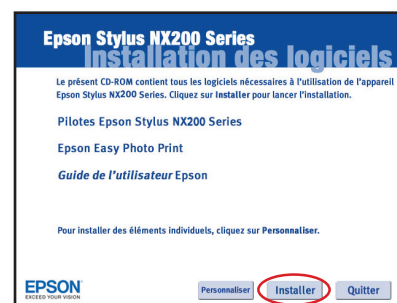 Epson Stylus NX200 Series
Installation des logiciels
Le présent CD-ROM contient tous les logiciels nécessaires à l'utilisation de l'appareil
Epson Stylus NX200 Series. Cliquez sur Installer pour lancer l'installation.
Pilotes Epson Stylus NX200 Series
Epson Easy Photo Print
Guide de l'utilisateur Epson
Pour installer des éléments individuels, cliquez sur Personnaliser.
EPSON
EXCEED YOUR VISION
Personnaliser Installer Quitter